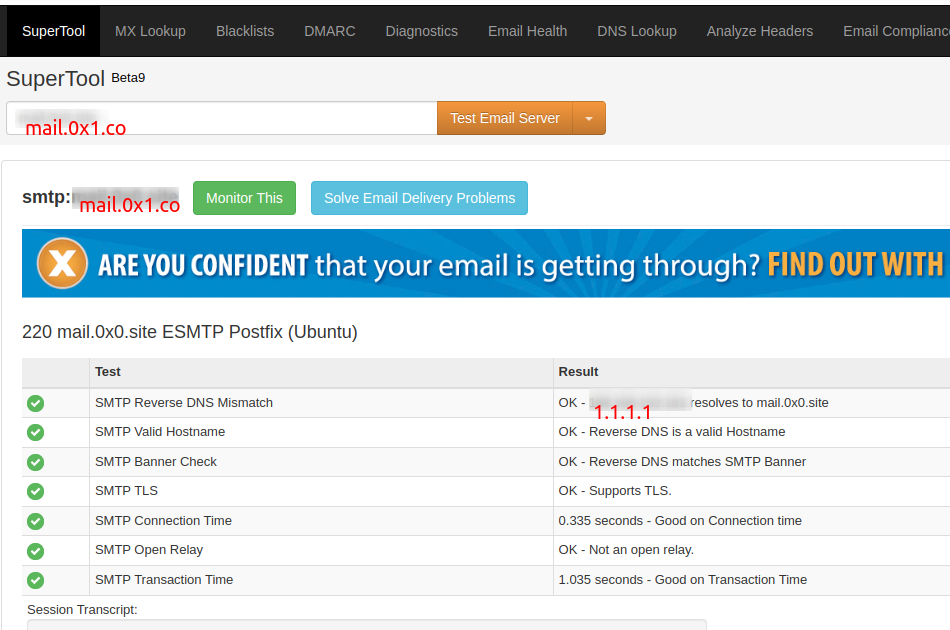 SuperTool MX Lookup Blacklists DMARC Diagnostics Email Health DNS Lookup Analyze Headers Email Complianc
SuperTool Beta9
mail.0x1.co Test Email Server
smtp: mail.0x1.co Monitor This Solve Email Delivery Problems
X ARE YOU CONFIDENT that your email is getting through? FIND OUT WITH
220 mail.0x0.site ESMTP Postfix (Ubuntu)
Test Result
SMTP Reverse DNS Mismatch OK - 1.1.1.1 resolves to mail.0x0.site
SMTP Valid Hostname OK - Reverse DNS is a valid Hostname
SMTP Banner Check OK - Reverse DNS matches SMTP Banner
SMTP TLS OK - Supports TLS.
SMTP Connection Time 0.335 seconds - Good on Connection time
SMTP Open Relay OK - Not an open relay.
SMTP Transaction Time 1.035 seconds - Good on Transaction Time
Session Transcript: